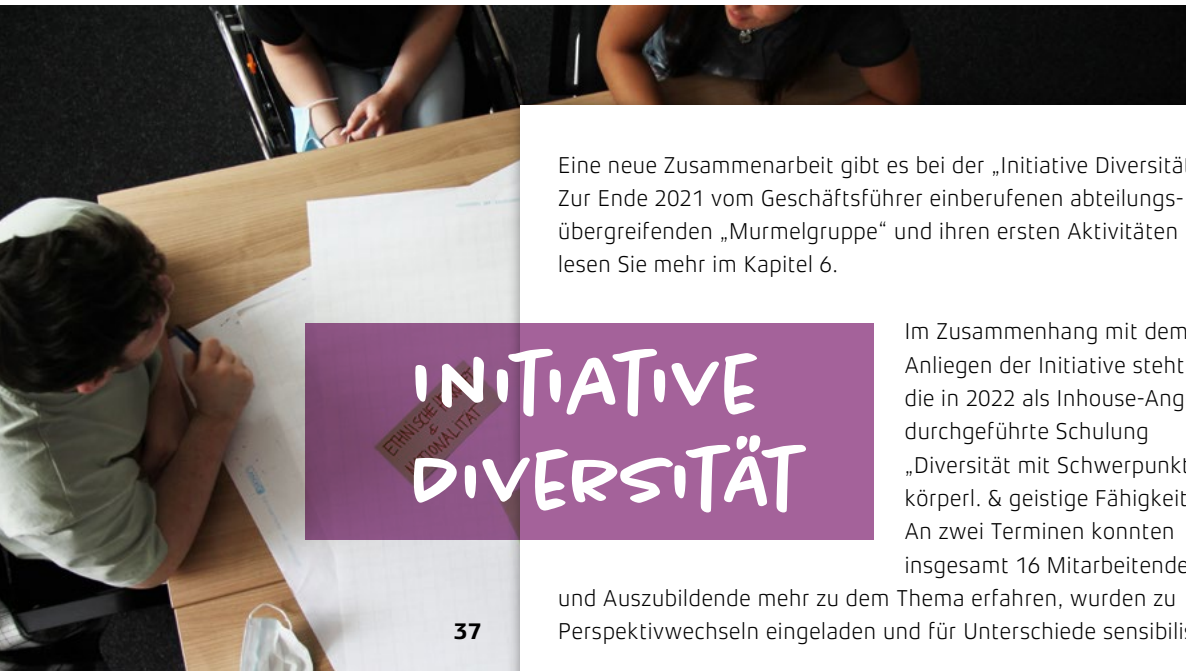 Eine neue Zusammenarbeit gibt es bei der „Initiative Diversität
Zur Ende 2021 vom Geschäftsführer einberufenen abteilungs-
übergreifenden „Murmelgruppe“ und ihren ersten Aktivitäten
lesen Sie mehr im Kapitel 6.
INITIATIVE
DIVERSITÄT
ETHNISCHE
&
NATIONALITÄT
Im Zusammenhang mit dem
Anliegen der Initiative steht
die in 2022 als Inhouse-Ang
durchgeführte Schulung
„Diversität mit Schwerpunkt
körperl. & geistige Fähigkeit
An zwei Terminen konnten
insgesamt 16 Mitarbeitende
und Auszubildende mehr zu dem Thema erfahren, wurden zu
Perspektivwechseln eingeladen und für Unterschiede sensibilis
37